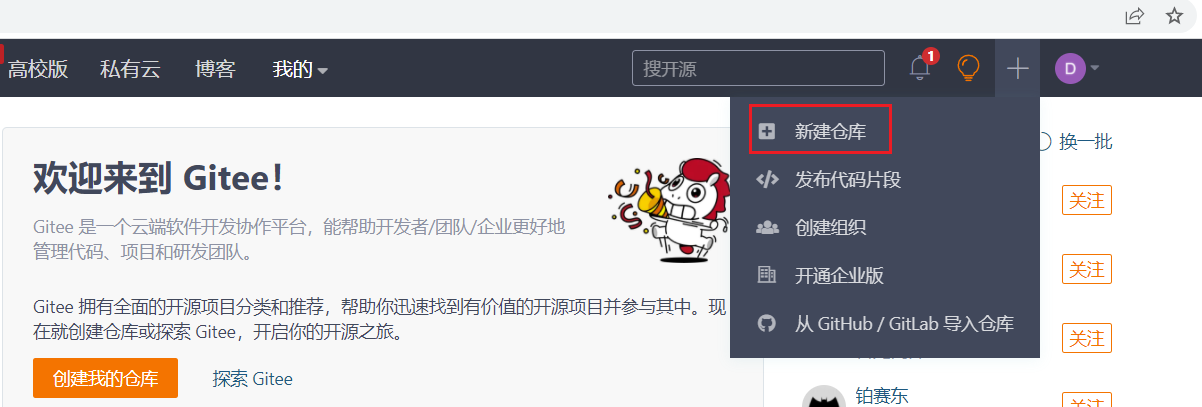 高校版 私有云 博客 我的 搜开源 1 D
新建仓库
发布代码片段
创建组织
开通企业版
从 GitHub / GitLab 导入仓库
欢迎来到 Gitee！
Gitee 是一个云端软件开发协作平台，能帮助开发者/团队/企业更好地
管理代码、项目和研发团队。
Gitee 拥有全面的开源项目分类和推荐，帮助你迅速找到有价值的开源项目并参与其中。现
在就创建仓库或探索 Gitee，开启你的开源之旅。
创建我的仓库 探索 Gitee
换一批
关注
关注
关注
铂赛东
关注